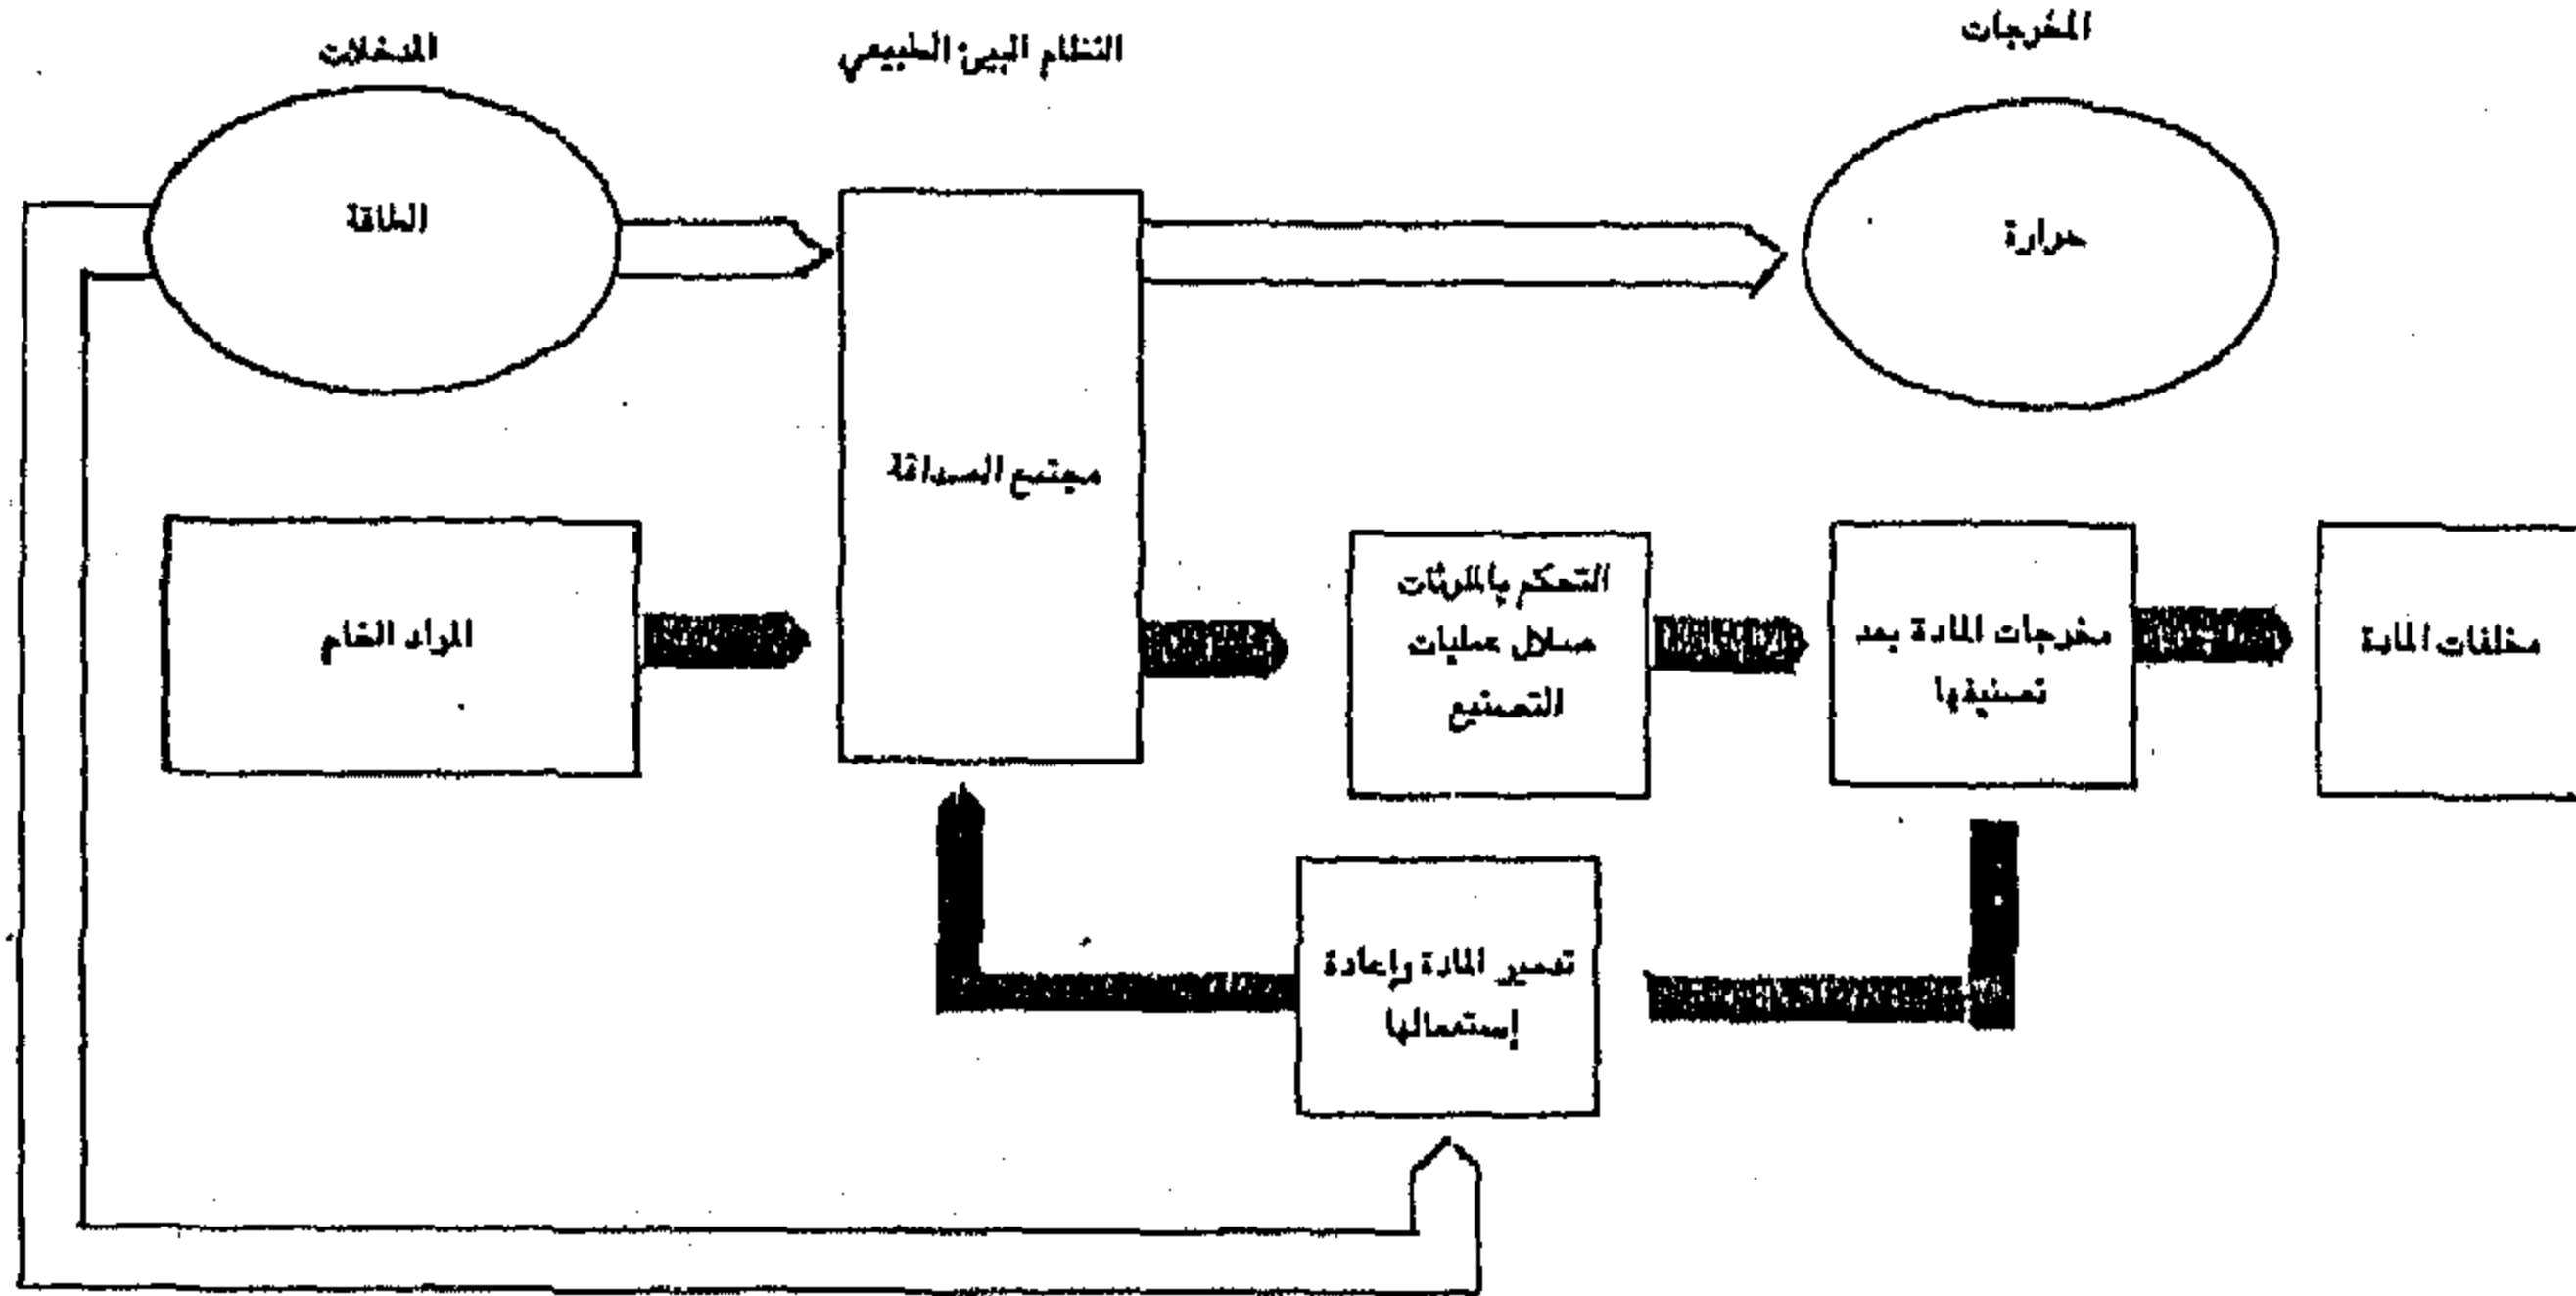 المخرجات
النظام البيئي الطبيعي
المدخلات
حرارة
الطاقة
مجتمع الصداقة
مخلفات المادة
مخرجات المادة بعد
تصنيفها
التحكم بالملوثات
خلال عمليات
التصنيع
المواد الخام
تدوير المادة وإعادة
إستعمالها